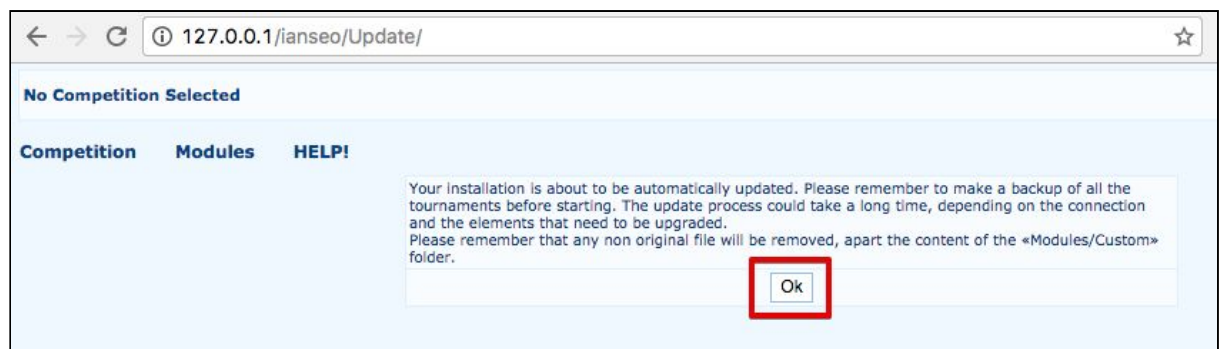 127.0.0.1/ianseo/Update/
No Competition Selected
Competition Modules HELP!
Your installation is about to be automatically updated. Please remember to make a backup of all the
tournaments before starting. The update process could take a long time, depending on the connection
and the elements that need to be upgraded.
Please remember that any non original file will be removed, apart the content of the «Modules/Custom»
folder.
Ok